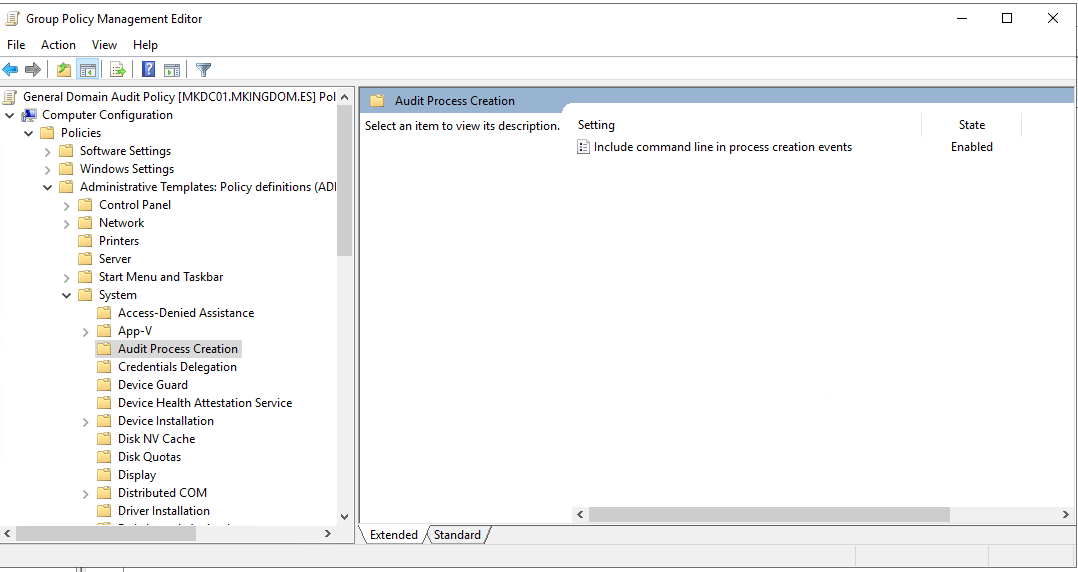 Group Policy Management Editor
File Action View Help
General Domain Audit Policy [MKDC01.MKINGDOM.ES] Pol
Computer Configuration
Policies
Software Settings
Windows Settings
Administrative Templates: Policy definitions (ADI
Control Panel
Network
Printers
Server
Start Menu and Taskbar
System
Access-Denied Assistance
App-V
Audit Process Creation
Credentials Delegation
Device Guard
Device Health Attestation Service
Device Installation
Disk NV Cache
Disk Quotas
Display
Distributed COM
Driver Installation
Audit Process Creation
Select an item to view its description.
Setting State
Include command line in process creation events Enabled
Extended Standard